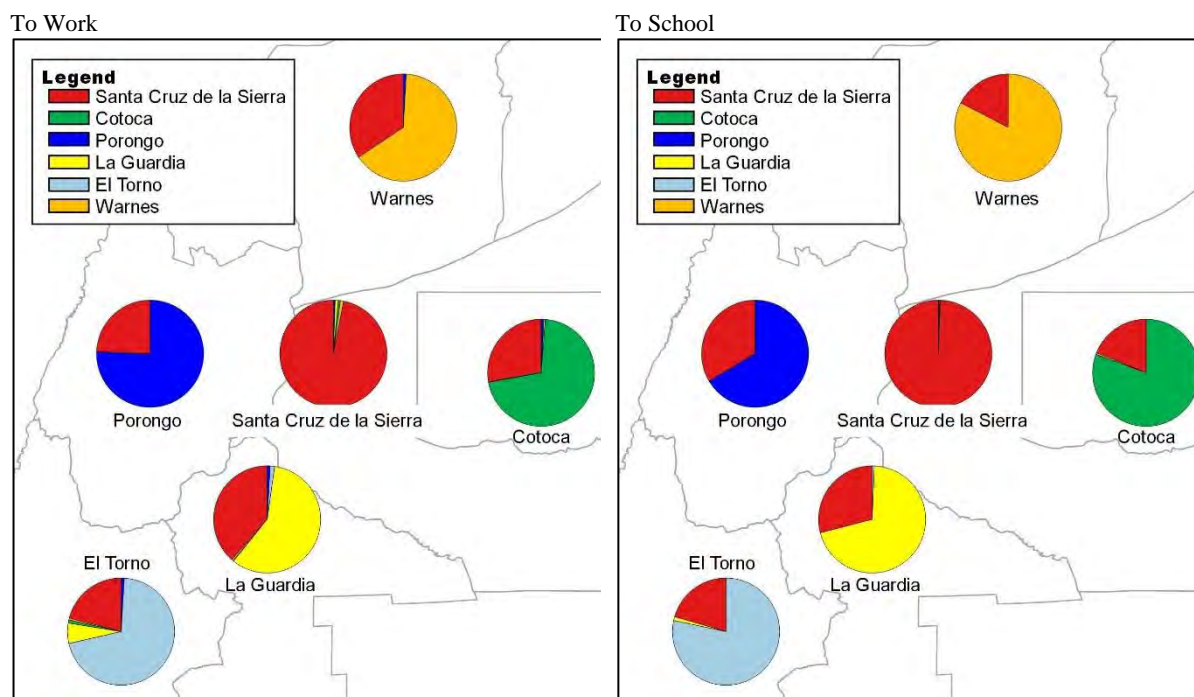 To Work
Legend
Santa Cruz de la Sierra
Cotoca
Porongo
La Guardia
El Torno
Warnes
Warnes
Porongo
Santa Cruz de la Sierra
Cotoca
La Guardia
El Torno
To School
Legend
Santa Cruz de la Sierra
Cotoca
Porongo
La Guardia
El Torno
Warnes
Warnes
Porongo
Santa Cruz de la Sierra
Cotoca
La Guardia
El Torno